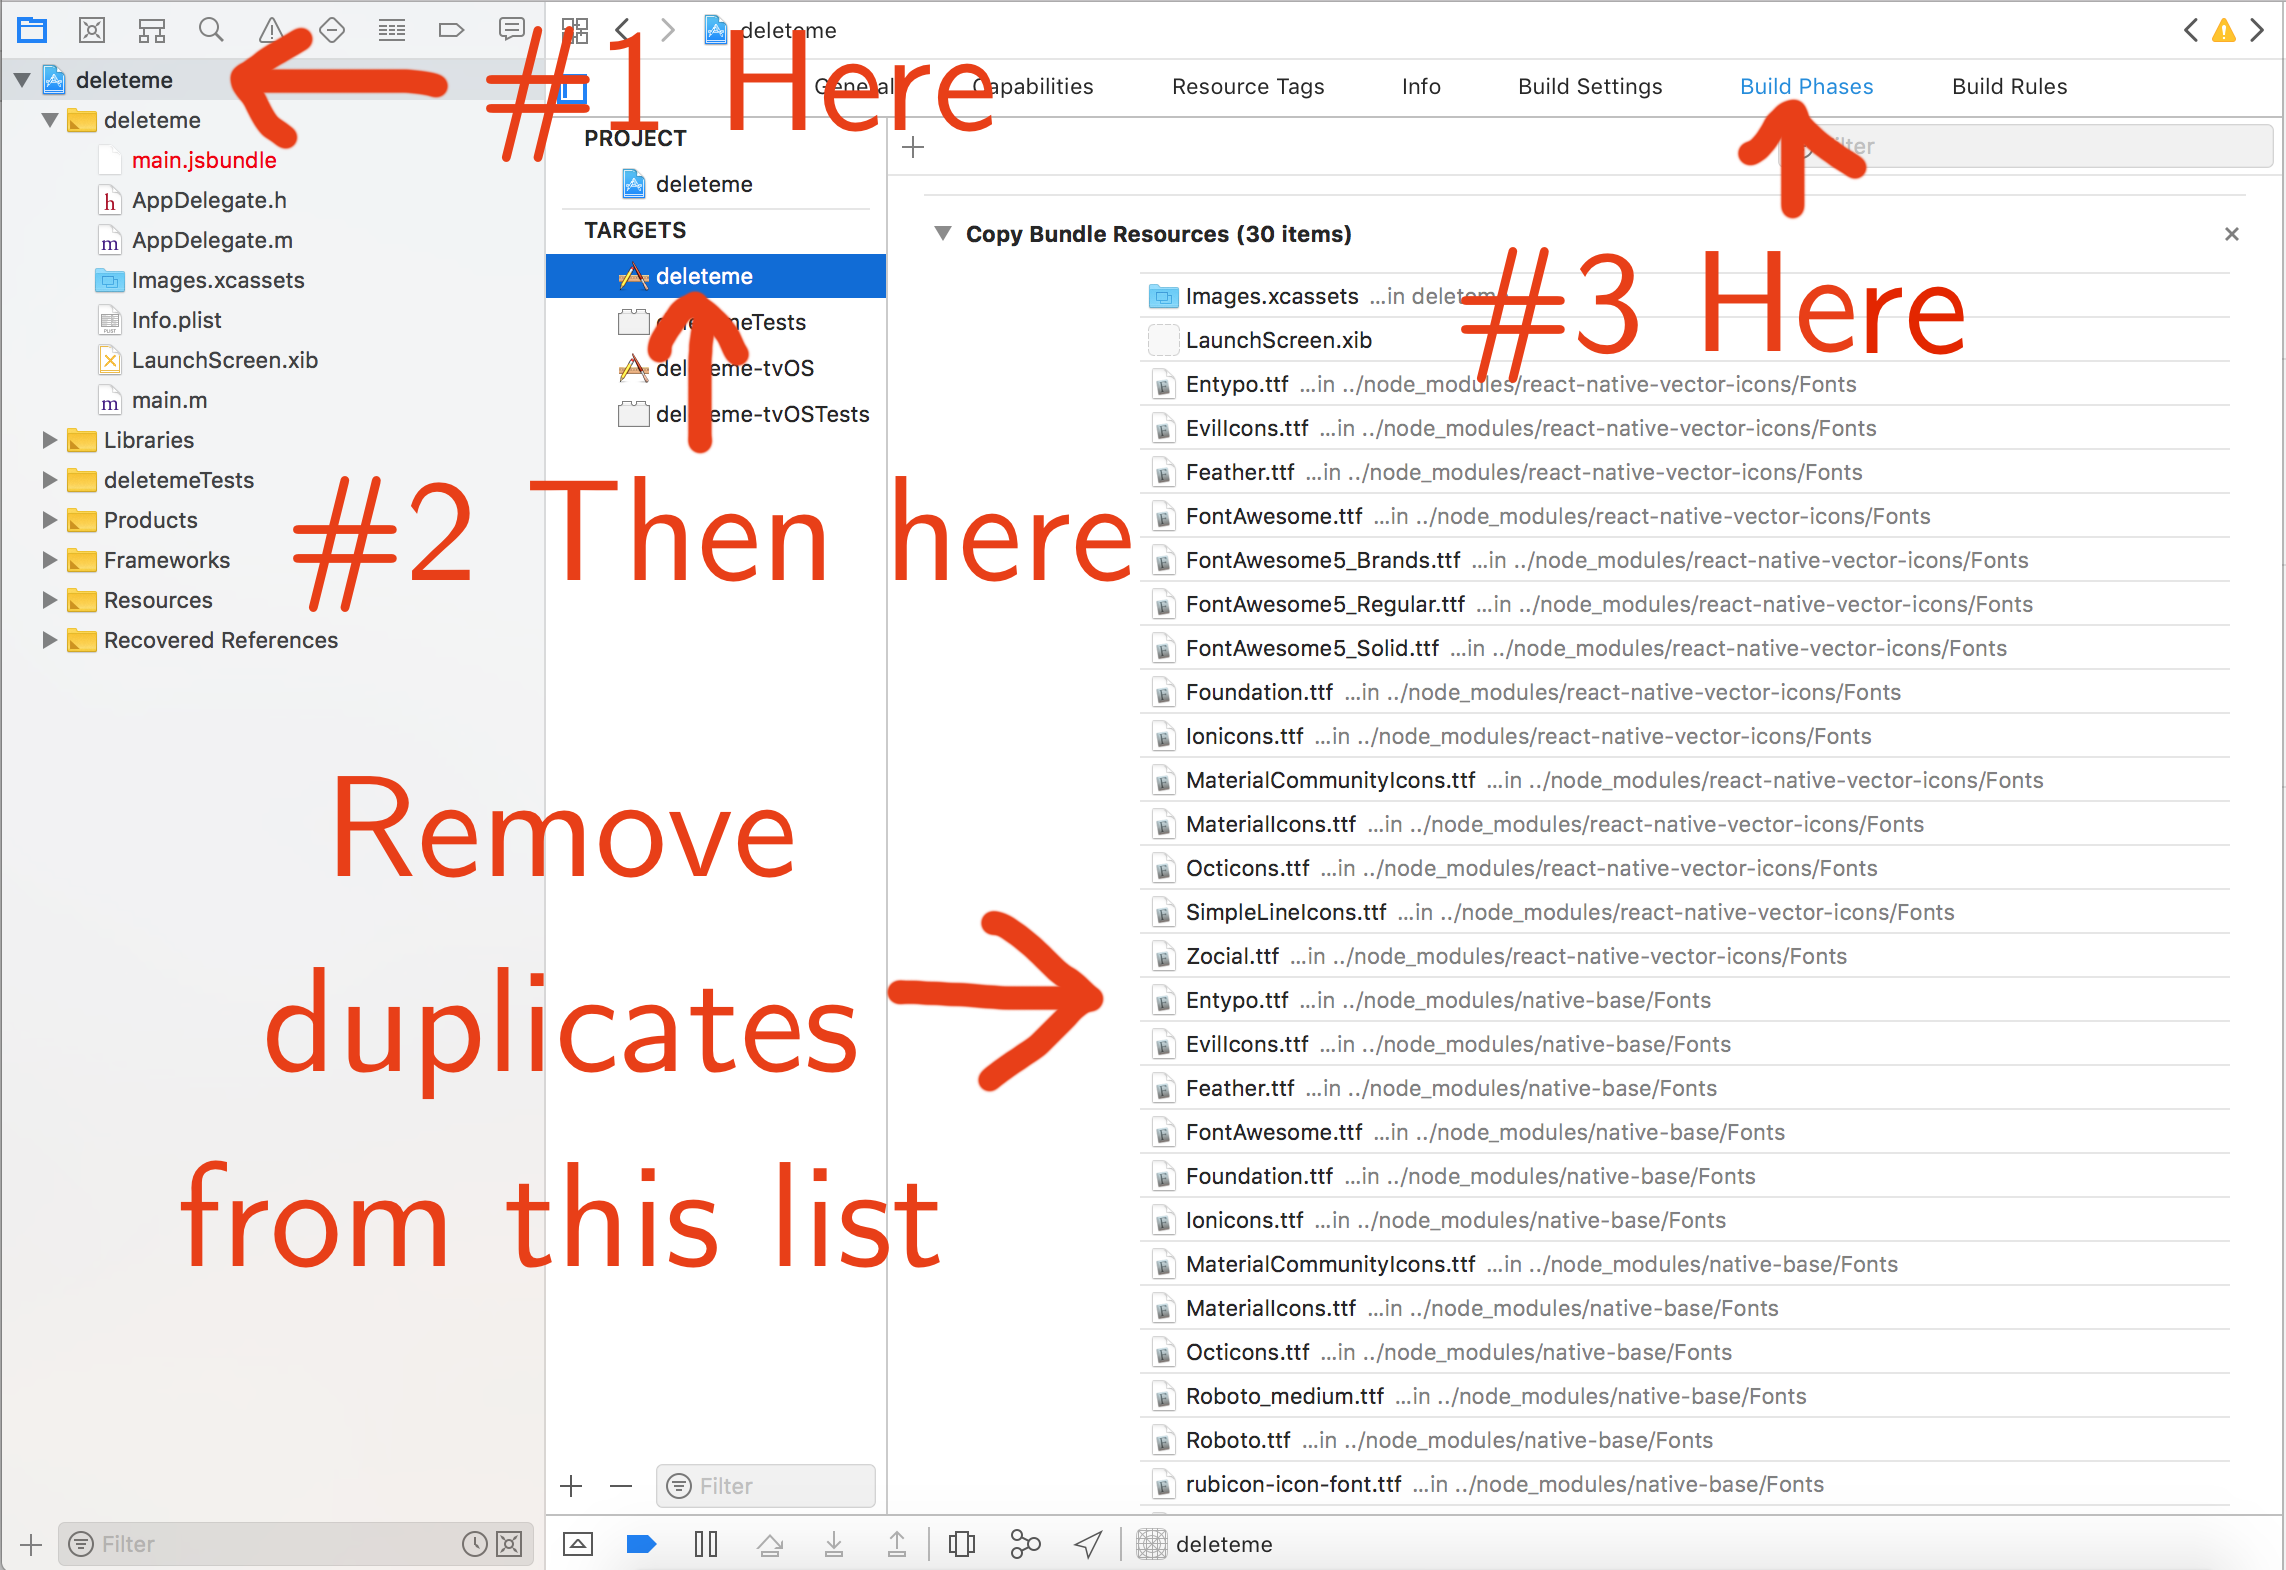 deleteme
#1 Here
deleteme
General
Capabilities
Resource Tags
Info
Build Settings
Build Phases
Build Rules
deleteme
main.jsbundle
AppDelegate.h
AppDelegate.m
Images.xcassets
Info.plist
LaunchScreen.xib
main.m
Libraries
deletemeTests
Products
Frameworks
Resources
Recovered References
PROJECT
deleteme
TARGETS
deleteme
deletemeTests
deleteme-tvOS
deleteme-tvOSTests
#2 Then here
Remove
duplicates
from this list
Filter
#3 Here
Copy Bundle Resources (30 items)
Images.xcassets ...in deleteme
LaunchScreen.xib
Entypo.ttf ...in ../node_modules/react-native-vector-icons/Fonts
EvilIcons.ttf ...in ../node_modules/react-native-vector-icons/Fonts
Feather.ttf ...in ../node_modules/react-native-vector-icons/Fonts
FontAwesome.ttf ...in ../node_modules/react-native-vector-icons/Fonts
FontAwesome5_Brands.ttf ...in ../node_modules/react-native-vector-icons/Fonts
FontAwesome5_Regular.ttf ...in ../node_modules/react-native-vector-icons/Fonts
FontAwesome5_Solid.ttf ...in ../node_modules/react-native-vector-icons/Fonts
Foundation.ttf ...in ../node_modules/react-native-vector-icons/Fonts
Ionicons.ttf ...in ../node_modules/react-native-vector-icons/Fonts
MaterialCommunityIcons.ttf ...in ../node_modules/react-native-vector-icons/Fonts
MaterialIcons.ttf ...in ../node_modules/react-native-vector-icons/Fonts
Octicons.ttf ...in ../node_modules/react-native-vector-icons/Fonts
SimpleLineIcons.ttf ...in ../node_modules/react-native-vector-icons/Fonts
Zocial.ttf ...in ../node_modules/react-native-vector-icons/Fonts
Entypo.ttf ...in ../node_modules/native-base/Fonts
EvilIcons.ttf ...in ../node_modules/native-base/Fonts
Feather.ttf ...in ../node_modules/native-base/Fonts
FontAwesome.ttf ...in ../node_modules/native-base/Fonts
Foundation.ttf ...in ../node_modules/native-base/Fonts
Ionicons.ttf ...in ../node_modules/native-base/Fonts
MaterialCommunityIcons.ttf ...in ../node_modules/native-base/Fonts
MaterialIcons.ttf ...in ../node_modules/native-base/Fonts
Octicons.ttf ...in ../node_modules/native-base/Fonts
Roboto_medium.ttf ...in ../node_modules/native-base/Fonts
Roboto.ttf ...in ../node_modules/native-base/Fonts
rubicon-icon-font.ttf ...in ../node_modules/native-base/Fonts
Filter
Filter
deleteme